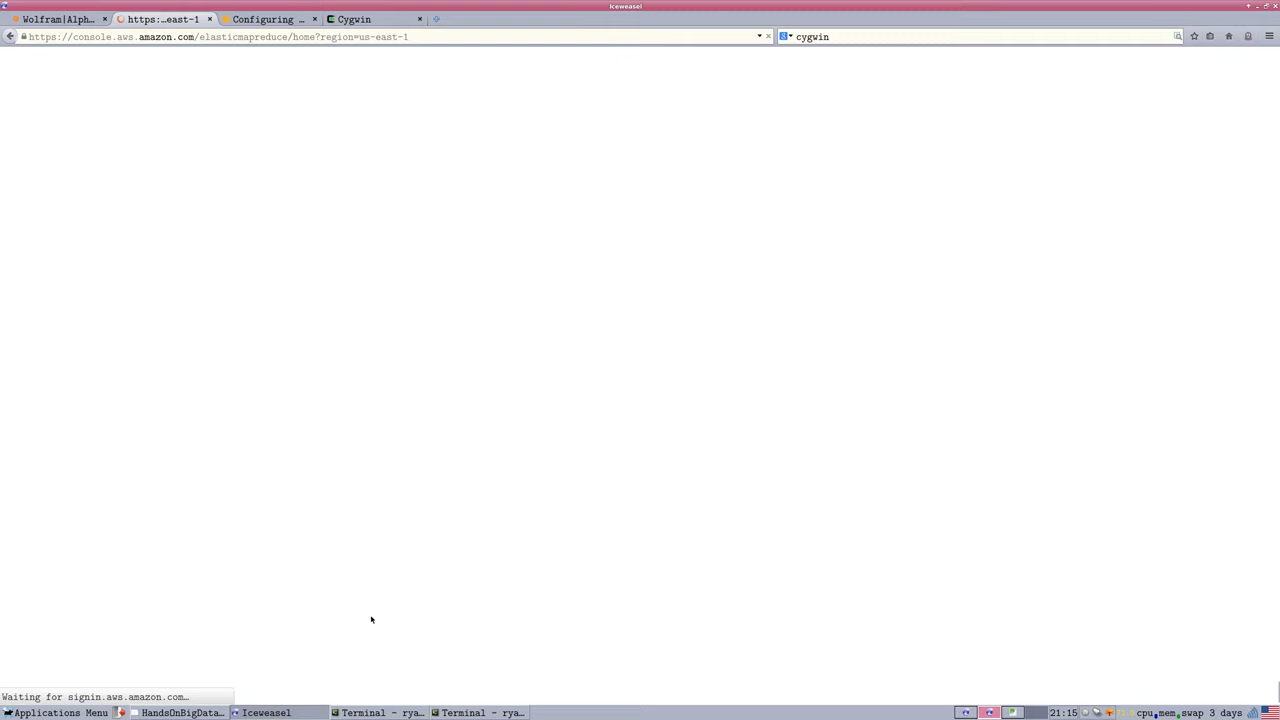 Iceweasel
Wolfram|Alph… https:…east-1 Configuring … Cygwin
https://console.aws.amazon.com/elasticmapreduce/home?region=us-east-1 cygwin
Waiting for signin.aws.amazon.com…
Applications Menu HandsOnBigData… Iceweasel Terminal - rya… Terminal - rya… 21:15 cpu mem swap 3 days